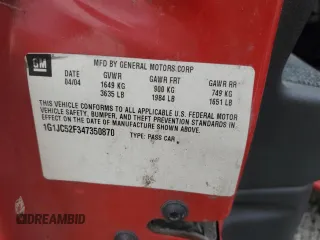 GM
MFD BY GENERAL MOTORS CORP
DATE GVWR GAWR FRT GAWR RR
04/04 1649 KG 900 KG 749 KG
3635 LB 1984 LB 1651 LB
THIS VEHICLE CONFORMS TO ALL APPLICABLE U.S. FEDERAL MOTOR
VEHICLE SAFETY, BUMPER, AND THEFT PREVENTION STANDARDS IN
EFFECT ON THE DATE OF MANUFACTURE SHOWN ABOVE.
1G1JC52F347350870 TYPE: PASS CAR
DREAMBID